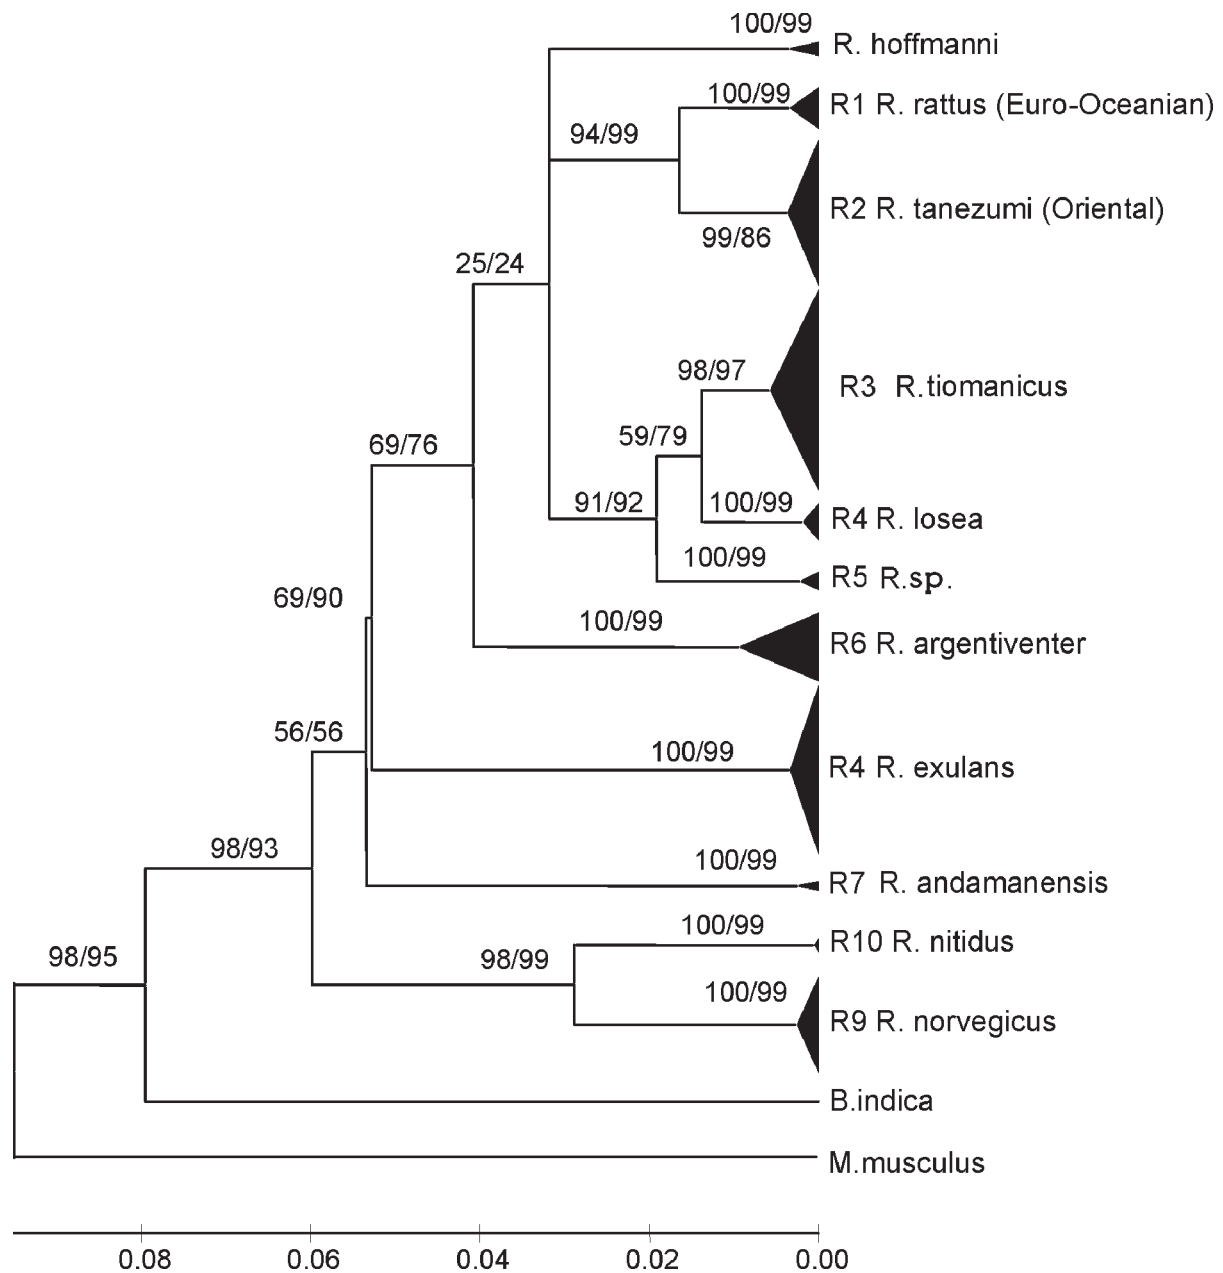 100/99
R. hoffmanni
100/99
R1 R. rattus (Euro-Oceanian)
94/99
R2 R. tanezumi (Oriental)
99/86
25/24
98/97
R3 R.tiomanicus
59/79
69/76
91/92
100/99
R4 R. losea
100/99
R5 R.sp.
69/90
100/99
R6 R. argentiventer
56/56
100/99
R4 R. exulans
98/93
100/99
R7 R. andamanensis
100/99
R10 R. nitidus
98/95
98/99
100/99
R9 R. norvegicus
B.indica
M.musculus
0.08 0.06 0.04 0.02 0.00